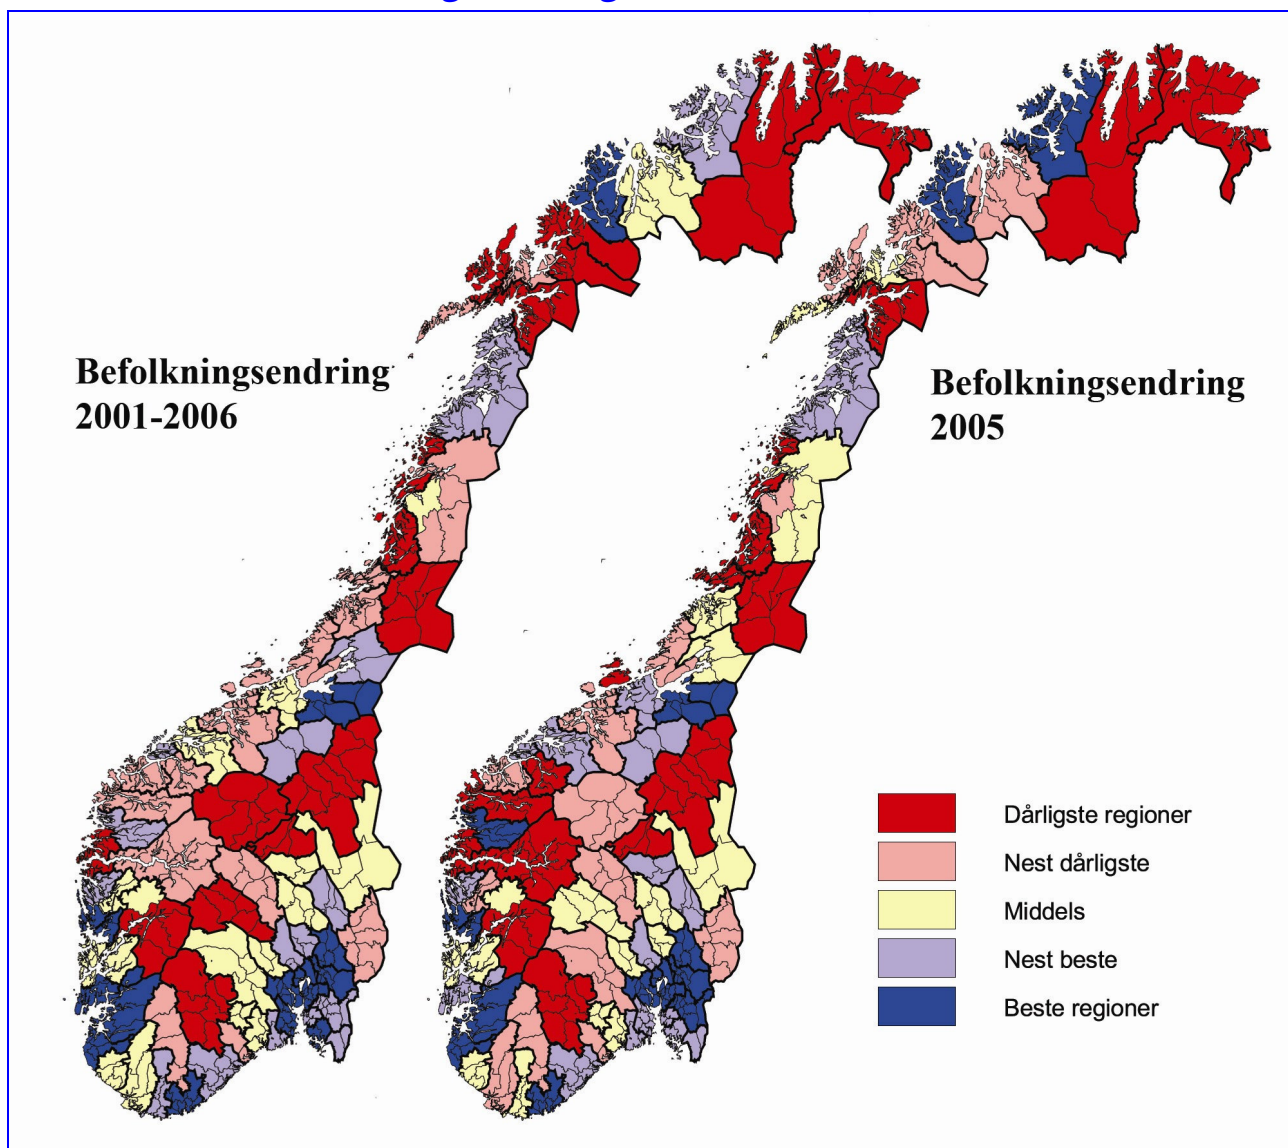 Befolkningsendring
2001-2006
Befolkningsendring
2005
Dårligste regioner
Nest dårligste
Middels
Nest beste
Beste regioner